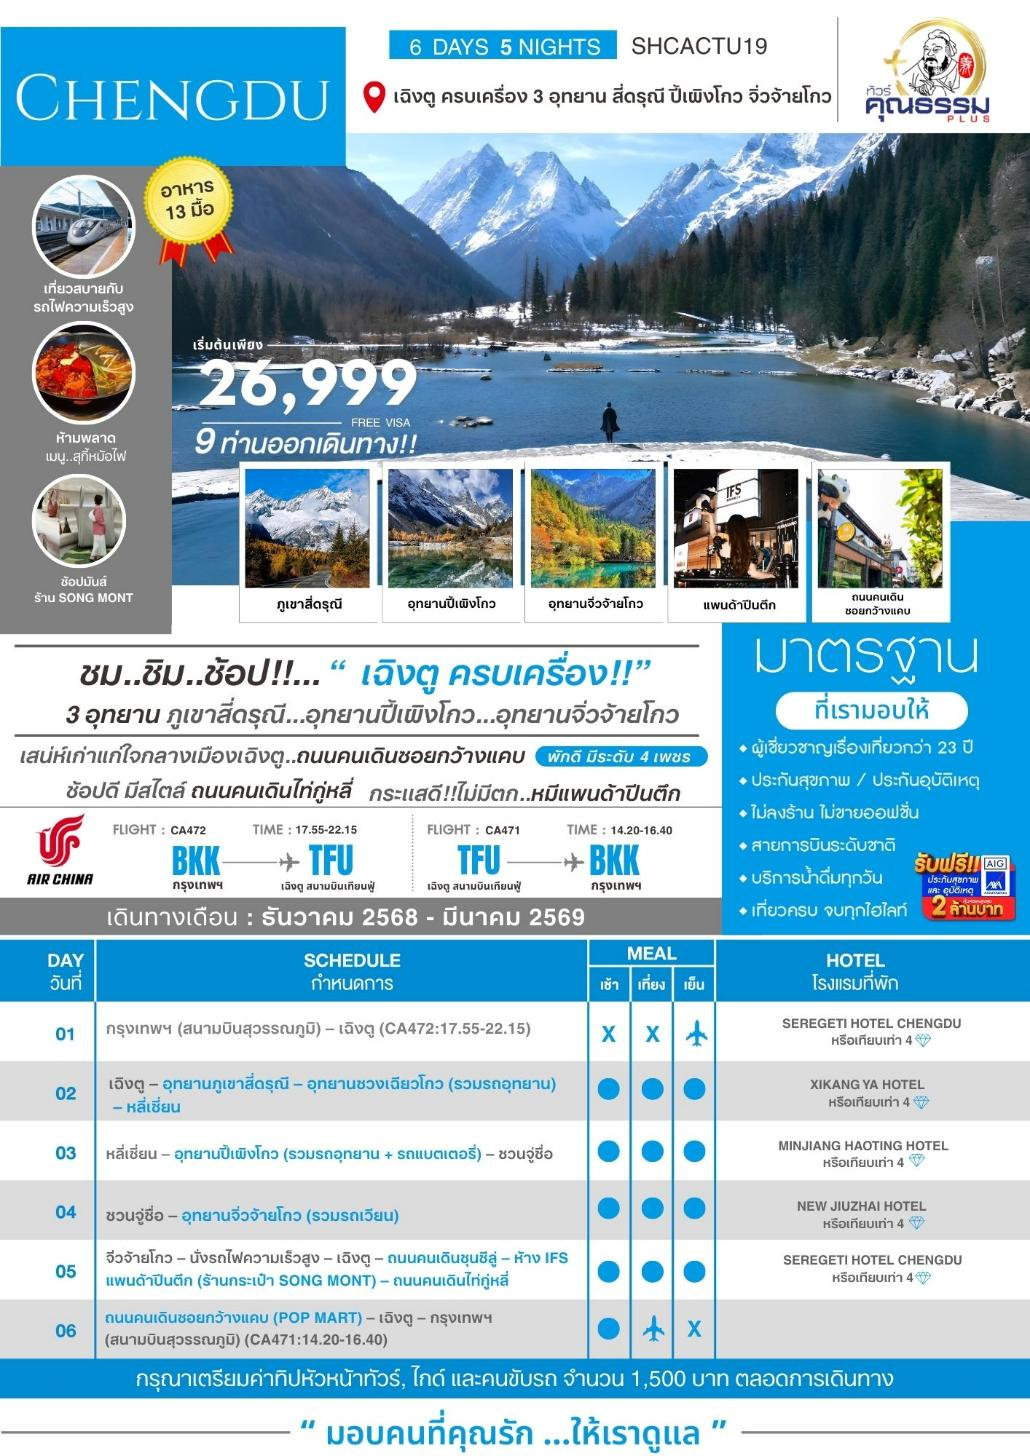 CHENGDU
6 DAYS 5 NIGHTS SHCACTU19
เฉิงตู ครบเครื่อง 3 อุทยาน สี่ดรุณี ปี้เผิงโกว จิ่วจ้ายโกว
ทัวร์
คุณธรรม
PLUS
อาหาร
13 มื้อ
เที่ยวสบายกับ
รถไฟความเร็วสูง
ห้ามพลาด
เมนู..สุกี้หม้อไฟ
ช้อปมันส์
ร้าน SONG MONT
เริ่มต้นเพียง
26,999
FREE VISA
9 ท่านออกเดินทาง!!
IFS
ภูเขาสี่ดรุณี
อุทยานปี้เผิงโกว
อุทยานจิ่วจ้ายโกว
แพนด้าปีนตึก
ถนนคนเดิน
ซอยกว้างแคบ
ชม..ชิม..ช้อป!!...“ เฉิงตู ครบเครื่อง!!”
3 อุทยาน ภูเขาสี่ดรุณี...อุทยานปี้เผิงโกว...อุทยานจิ่วจ้ายโกว
เสน่ห์เก่าแก่ใจกลางเมืองเฉิงตู..ถนนคนเดินซอยกว้างแคบ พักดี มีระดับ 4 เพชร
ช้อปดี มีสไตล์ ถนนคนเดินไท่กู่หลี่ กระแสดี!!ไม่มีตก..หมีแพนด้าปีนตึก
มาตรฐาน
ที่เรามอบให้
ผู้เชี่ยวชาญเรื่องเที่ยวกว่า 23 ปี
ประกันสุขภาพ / ประกันอุบัติเหตุ
ไม่ลงร้าน ไม่ขายออฟชั่น
สายการบินระดับชาติ
บริการน้ำดื่มทุกวัน
เที่ยวครบ จบทุกไฮไลท์
รับฟรี!!
AIG
AXA
ประกันสุขภาพ
และ อุบัติเหตุ
2 ล้านบาท
AIR CHINA
FLIGHT : CA472 TIME : 17.55-22.15
BKK TFU
กรุงเทพฯ เฉิงตู สนามบินเทียนฟู่
FLIGHT : CA471 TIME : 14.20-16.40
TFU BKK
เฉิงตู สนามบินเทียนฟู่ กรุงเทพฯ
เดินทางเดือน : ธันวาคม 2568 - มีนาคม 2569
DAY SCHEDULE MEAL HOTEL
วันที่ กำหนดการ เช้า เที่ยง เย็น โรงแรมที่พัก
01 กรุงเทพฯ (สนามบินสุวรรณภูมิ) – เฉิงตู (CA472:17.55-22.15) X X SEREGETI HOTEL CHENGDU
หรือเทียบเท่า 4
02 เฉิงตู – อุทยานภูเขาสี่ดรุณี – อุทยานชวงเฉียวโกว (รวมรถอุทยาน) XIKANG YA HOTEL
– หลี่เซี่ยน หรือเทียบเท่า 4
03 หลี่เซี่ยน – อุทยานปี้เผิงโกว (รวมรถอุทยาน + รถแบตเตอรี่) – ชวนจู่ซื่อ MINJIANG HAOTING HOTEL
หรือเทียบเท่า 4
04 ชวนจู่ซื่อ – อุทยานจิ่วจ้ายโกว (รวมรถเวียน) NEW JIUZHAI HOTEL
หรือเทียบเท่า 4
05 จิ่วจ้ายโกว – นั่งรถไฟความเร็วสูง – เฉิงตู – ถนนคนเดินชุนซีลู่ – ห้าง IFS SEREGETI HOTEL CHENGDU
แพนด้าปีนตึก (ร้านกระเป๋า SONG MONT) – ถนนคนเดินไท่กู่หลี่ หรือเทียบเท่า 4
06 ถนนคนเดินซอยกว้างแคบ (POP MART) – เฉิงตู – กรุงเทพฯ X
(สนามบินสุวรรณภูมิ) (CA471:14.20-16.40)
กรุณาเตรียมค่าทิปหัวหน้าทัวร์, ไกด์ และคนขับรถ จำนวน 1,500 บาท ตลอดการเดินทาง
“ มอบคนที่คุณรัก ...ให้เราดูแล ”